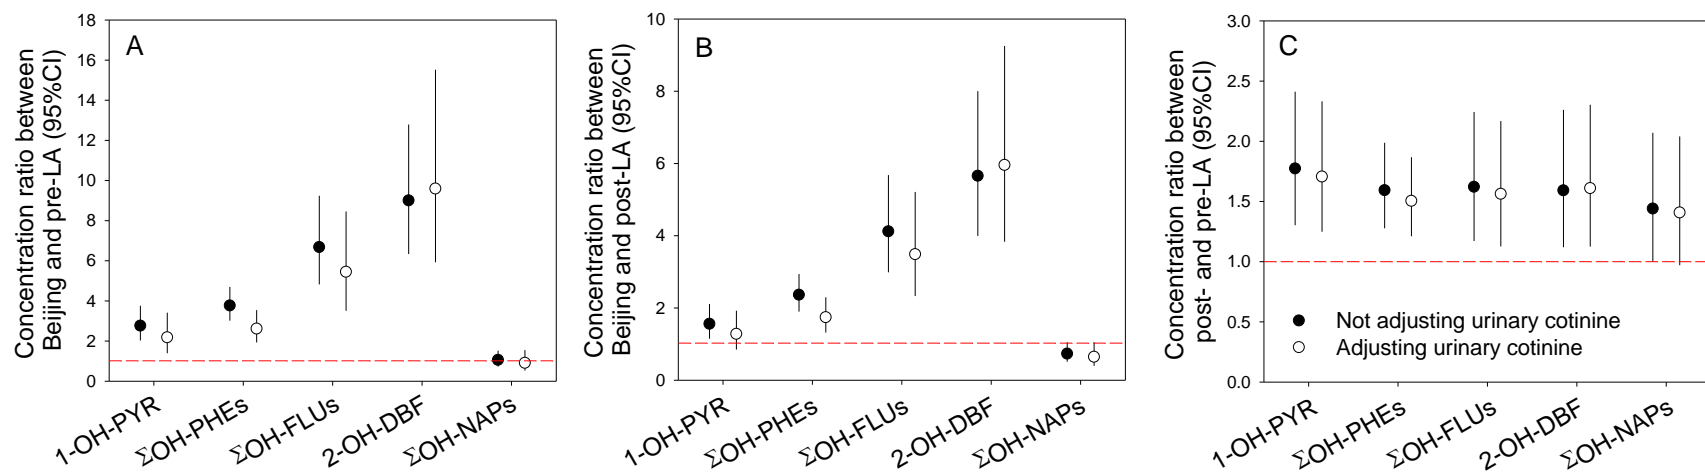 A
Concentration ratio between
Beijing and pre-LA (95%CI)
18
16
14
12
10
8
6
4
2
0
1-OH-PYR
ΣOH-PHEs
ΣOH-FLUs
2-OH-DBF
ΣOH-NAPs
B
Concentration ratio between
Beijing and post-LA (95%CI)
10
8
6
4
2
0
1-OH-PYR
ΣOH-PHEs
ΣOH-FLUs
2-OH-DBF
ΣOH-NAPs
C
Concentration ratio between
post- and pre-LA (95%CI)
3.0
2.5
2.0
1.5
1.0
0.5
0.0
Not adjusting urinary cotinine
Adjusting urinary cotinine
1-OH-PYR
ΣOH-PHEs
ΣOH-FLUs
2-OH-DBF
ΣOH-NAPs